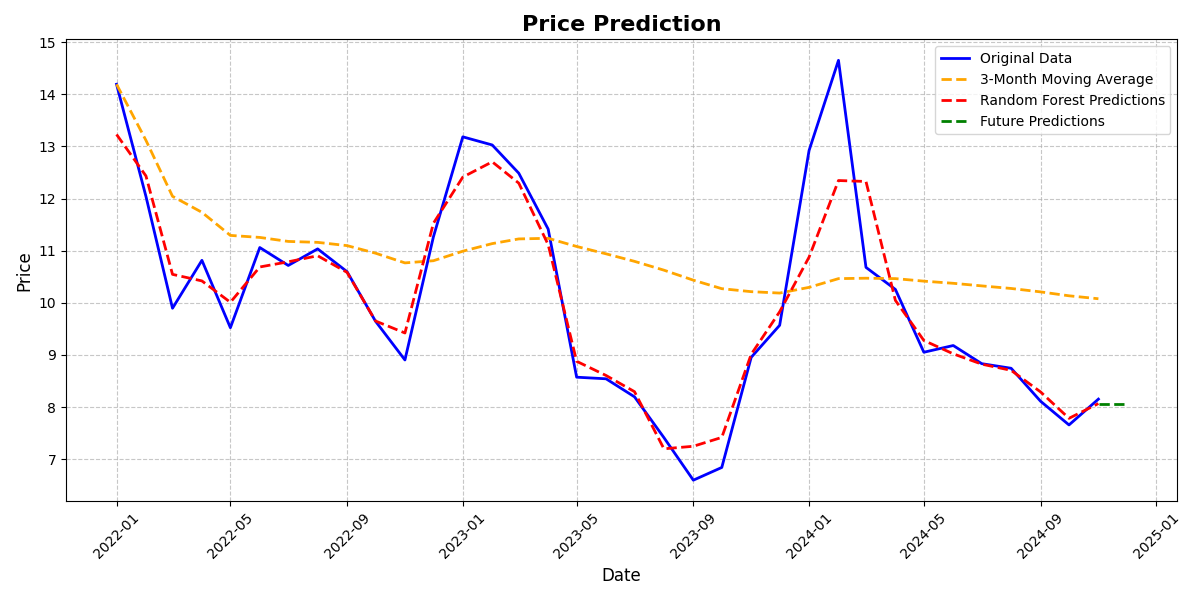 Price Prediction
15
14
13
12
11
10
9
8
7
Price
Original Data
3-Month Moving Average
Random Forest Predictions
Future Predictions
2022-01
2022-05
2022-09
2023-01
2023-05
2023-09
2024-01
2024-05
2024-09
2025-01
Date